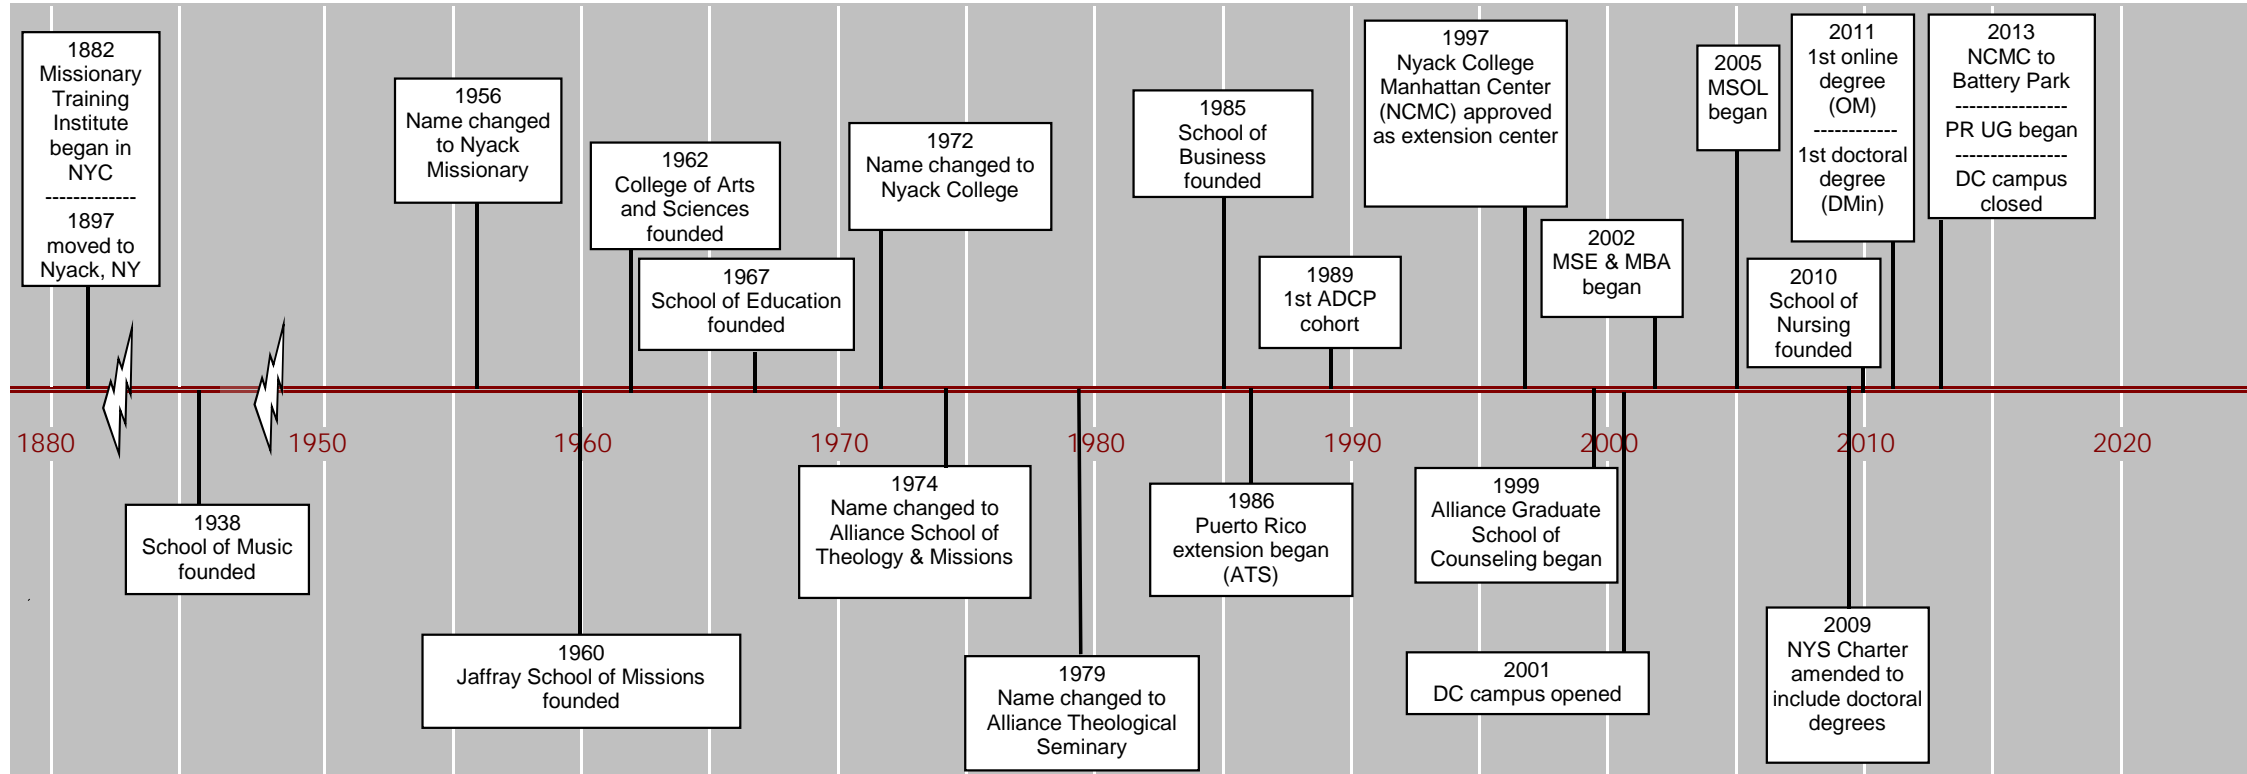 1882
Missionary
Training
Institute
began in
NYC
-------------
1897
moved to
Nyack, NY
1956
Name changed
to Nyack
Missionary
1962
College of Arts
and Sciences
founded
1967
School of Education
founded
1972
Name changed to
Nyack College
1985
School of
Business
founded
1989
1st ADCP
cohort
1997
Nyack College
Manhattan Center
(NCMC) approved
as extension center
2002
MSE & MBA
began
2005
MSOL
began
2010
School of
Nursing
founded
2011
1st online
degree
(OM)
------------
1st doctoral
degree
(DMin)
2013
NCMC to
Battery Park
----------------
PR UG began
----------------
DC campus
closed
1880
1950
1960
1970
1980
1990
2000
2010
2020
1938
School of Music
founded
1960
Jaffray School of Missions
founded
1974
Name changed to
Alliance School of
Theology & Missions
1979
Name changed to
Alliance Theological
Seminary
1986
Puerto Rico
extension began
(ATS)
1999
Alliance Graduate
School of
Counseling began
2001
DC campus opened
2009
NYS Charter
amended to
include doctoral
degrees